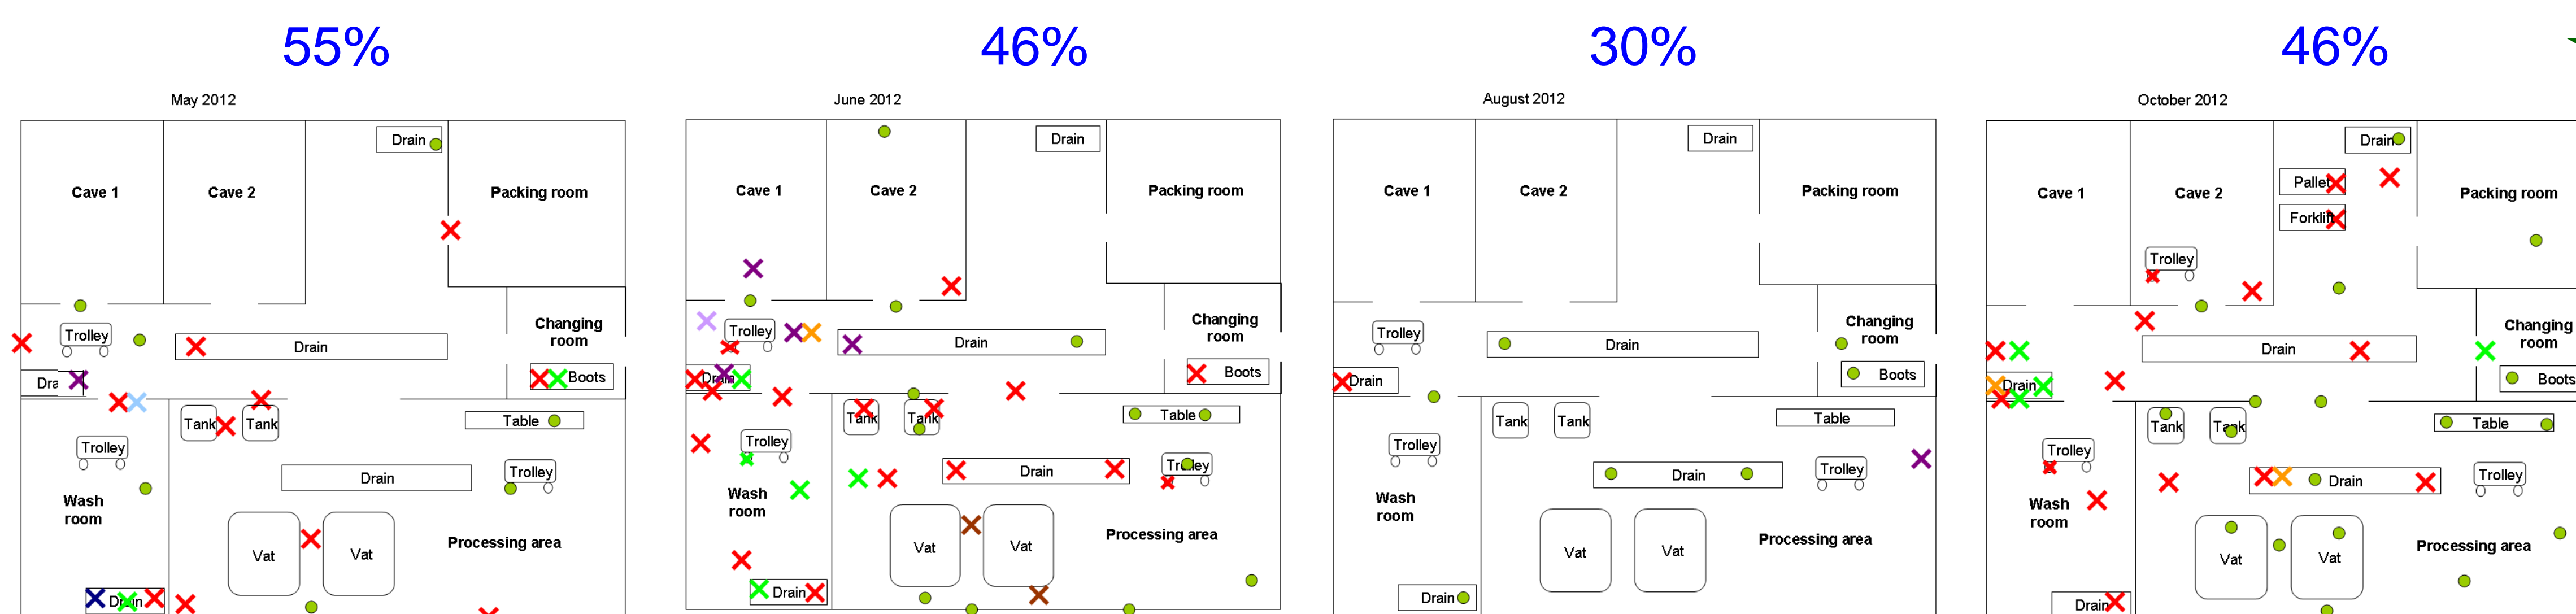 55%
46%
30%
46%
May 2012
June 2012
August 2012
October 2012
Drain
Cave 1
Cave 2
Packing room
Trolley
Drain
Changing
room
Dra
Boots
Tank
Tank
Table
Trolley
Drain
Trolley
Wash
room
Vat
Vat
Processing area
Drain
Drain
Cave 1
Cave 2
Packing room
Trolley
Drain
Changing
room
Drain
Boots
Tank
Tank
Table
Trolley
Drain
Trolley
Wash
room
Vat
Vat
Processing area
Drain
Drain
Cave 1
Cave 2
Packing room
Trolley
Drain
Changing
room
Drain
Boots
Tank
Tank
Table
Trolley
Drain
Trolley
Wash
room
Vat
Vat
Processing area
Drain
Drain
Pallet
Cave 1
Cave 2
Packing room
Forklift
Trolley
Drain
Changing
room
Drain
Boots
Tank
Tank
Table
Trolley
Drain
Trolley
Wash
room
Vat
Vat
Processing area
Drain